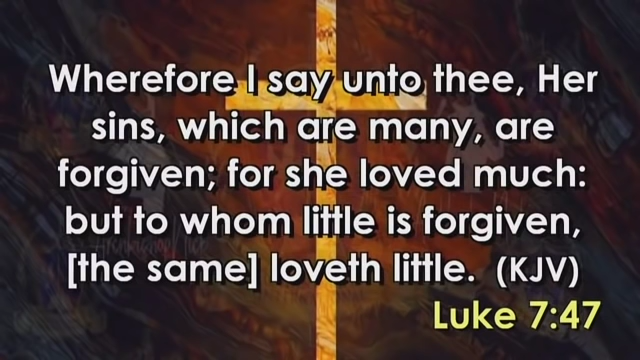 Wherefore I say unto thee, Her
sins, which are many, are
forgiven; for she loved much:
but to whom little is forgiven,
[the same] loveth little. (KJV)
Luke 7:47